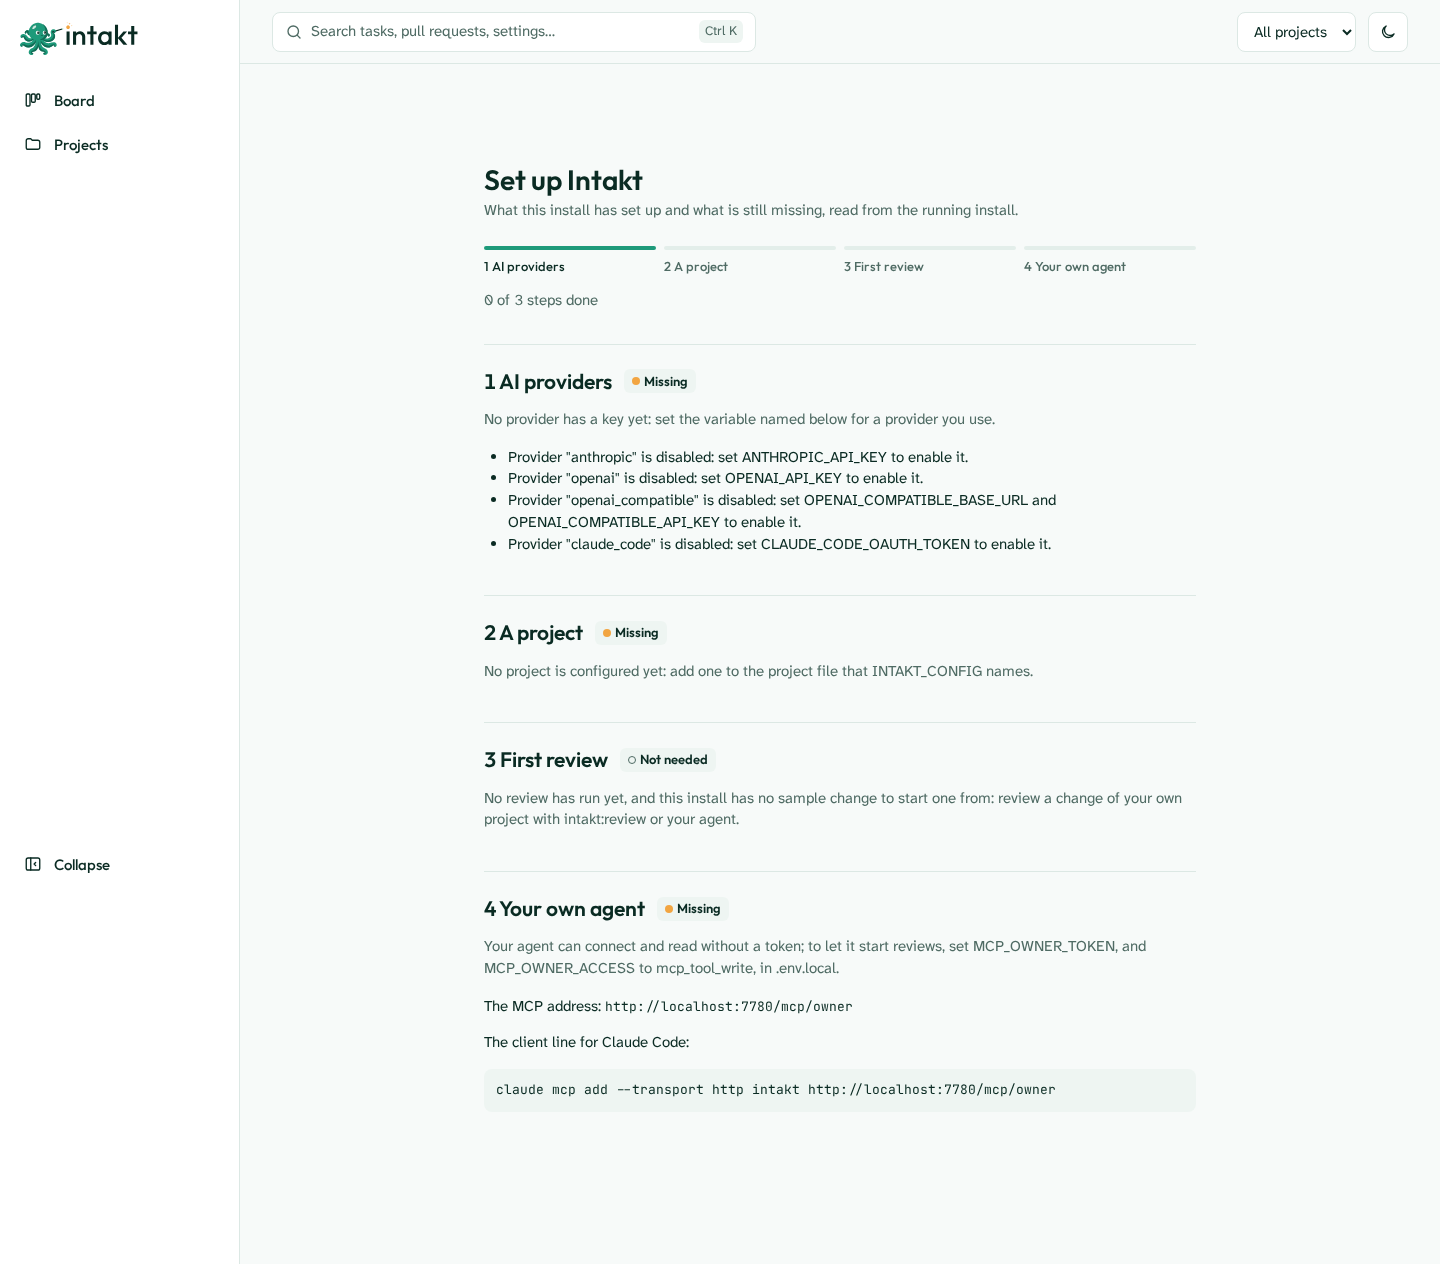 intakt
Search tasks, pull requests, settings...
Ctrl K
All projects
Board
Projects
Set up Intakt
What this install has set up and what is still missing, read from the running install.
1 AI providers
2 A project
3 First review
4 Your own agent
0 of 3 steps done
1 AI providers
Missing
No provider has a key yet: set the variable named below for a provider you use.
Provider "anthropic" is disabled: set ANTHROPIC_API_KEY to enable it.
Provider "openai" is disabled: set OPENAI_API_KEY to enable it.
Provider "openai_compatible" is disabled: set OPENAI_COMPATIBLE_BASE_URL and
OPENAI_COMPATIBLE_API_KEY to enable it.
Provider "claude_code" is disabled: set CLAUDE_CODE_OAUTH_TOKEN to enable it.
2 A project
Missing
No project is configured yet: add one to the project file that INTAKT_CONFIG names.
3 First review
Not needed
No review has run yet, and this install has no sample change to start one from: review a change of your own
project with intakt:review or your agent.
Collapse
4 Your own agent
Missing
Your agent can connect and read without a token; to let it start reviews, set MCP_OWNER_TOKEN, and
MCP_OWNER_ACCESS to mcp_tool_write, in .env.local.
The MCP address: http://localhost:7780/mcp/owner
The client line for Claude Code:
claude mcp add --transport http intakt http://localhost:7780/mcp/owner